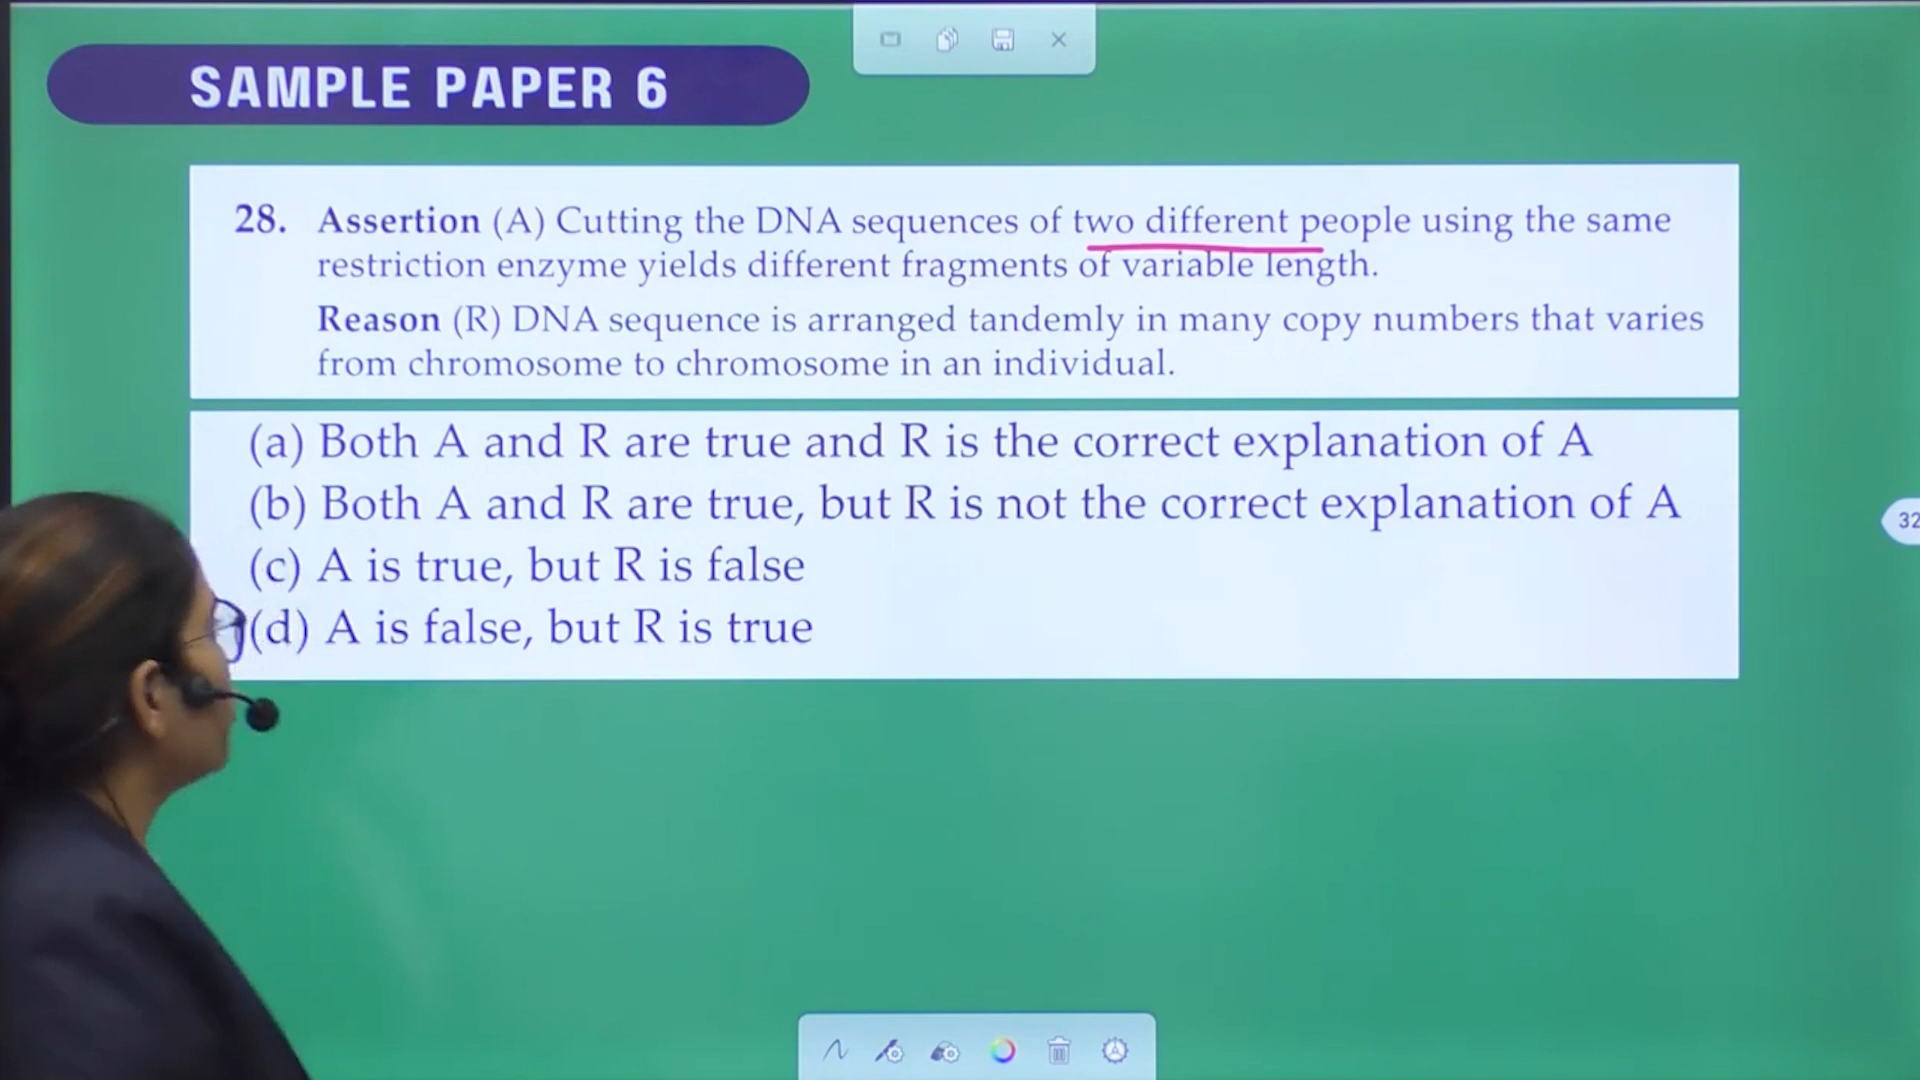 SAMPLE PAPER 6
28. Assertion (A) Cutting the DNA sequences of two different people using the same
restriction enzyme yields different fragments of variable length.
Reason (R) DNA sequence is arranged tandemly in many copy numbers that varies
from chromosome to chromosome in an individual.
(a) Both A and R are true and R is the correct explanation of A
(b) Both A and R are true, but R is not the correct explanation of A
(c) A is true, but R is false
(d) A is false, but R is true
32